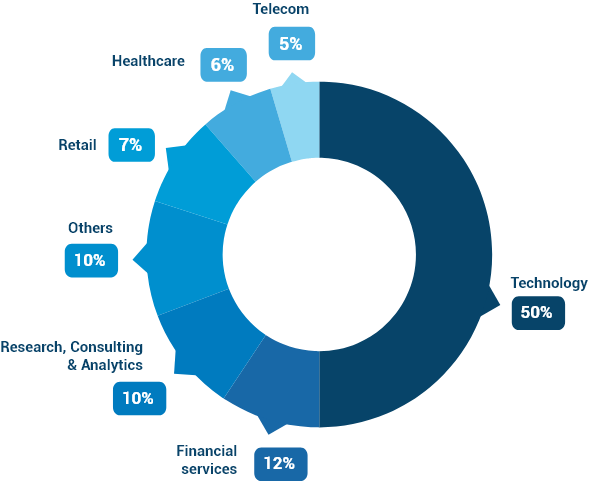 Telecom
5%
Healthcare
6%
Retail
7%
Others
10%
Technology
50%
Research, Consulting
& Analytics
10%
Financial
services
12%